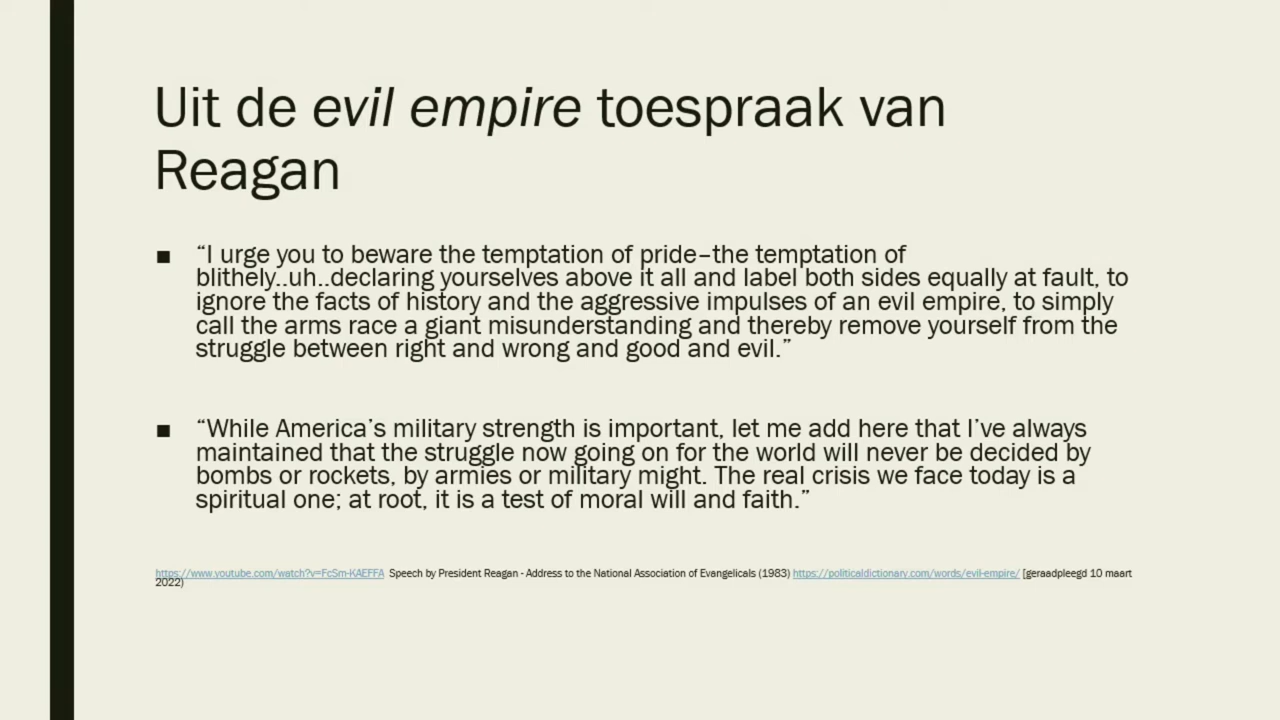 Uit de evil empire toespraak van
Reagan
■ “I urge you to beware the temptation of pride–the temptation of
blithely..uh..declaring yourselves above it all and label both sides equally at fault, to
ignore the facts of history and the aggressive impulses of an evil empire, to simply
call the arms race a giant misunderstanding and thereby remove yourself from the
struggle between right and wrong and good and evil.”
■ “While America’s military strength is important, let me add here that I’ve always
maintained that the struggle now going on for the world will never be decided by
bombs or rockets, by armies or military might. The real crisis we face today is a
spiritual one; at root, it is a test of moral will and faith.”
https://www.youtube.com/watch?v=FcSm-KAEFFA Speech by President Reagan - Address to the National Association of Evangelicals (1983) https://politicaldictionary.com/words/evil-empire/ [geraadpleegd 10 maart
2022)